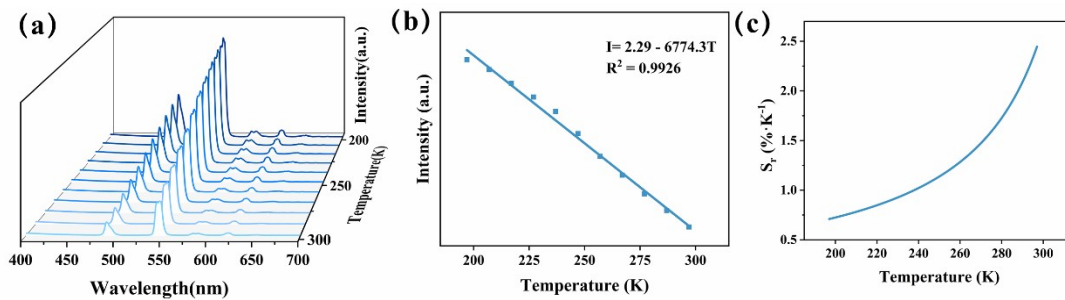 (a)
Intensity(a.u.)
200
250
300
Temperature(K)
400 450 500 550 600 650 700
Wavelength(nm)
(b)
I= 2.29 - 6774.3T
R² = 0.9926
Intensity (a.u.)
200 225 250 275 300
Temperature (K)
(c)
2.5
2.0
1.5
1.0
0.5
Sr (%·K⁻¹)
200 220 240 260 280 300
Temperature (K)